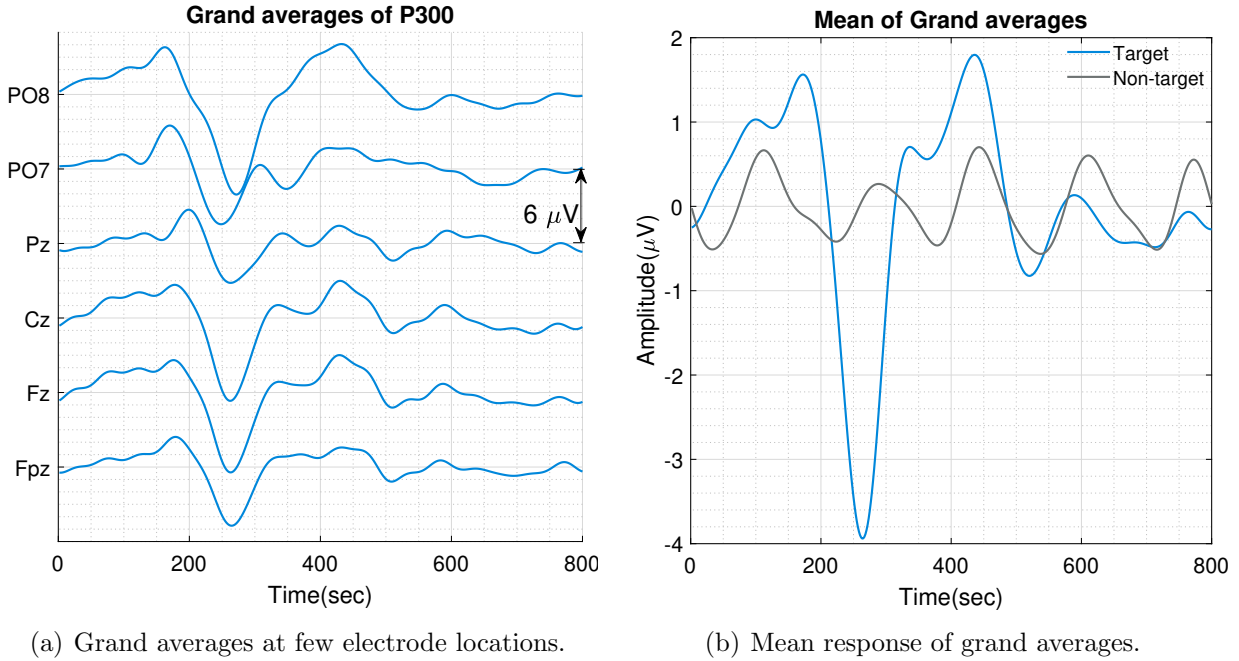 Grand averages of P300
PO8
PO7
Pz
Cz
Fz
Fpz
6 μV
0 200 400 600 800
Time(sec)
(a) Grand averages at few electrode locations.
Mean of Grand averages
Target
Non-target
Amplitude(μV)
2
1
0
-1
-2
-3
-4
0 200 400 600 800
Time(sec)
(b) Mean response of grand averages.